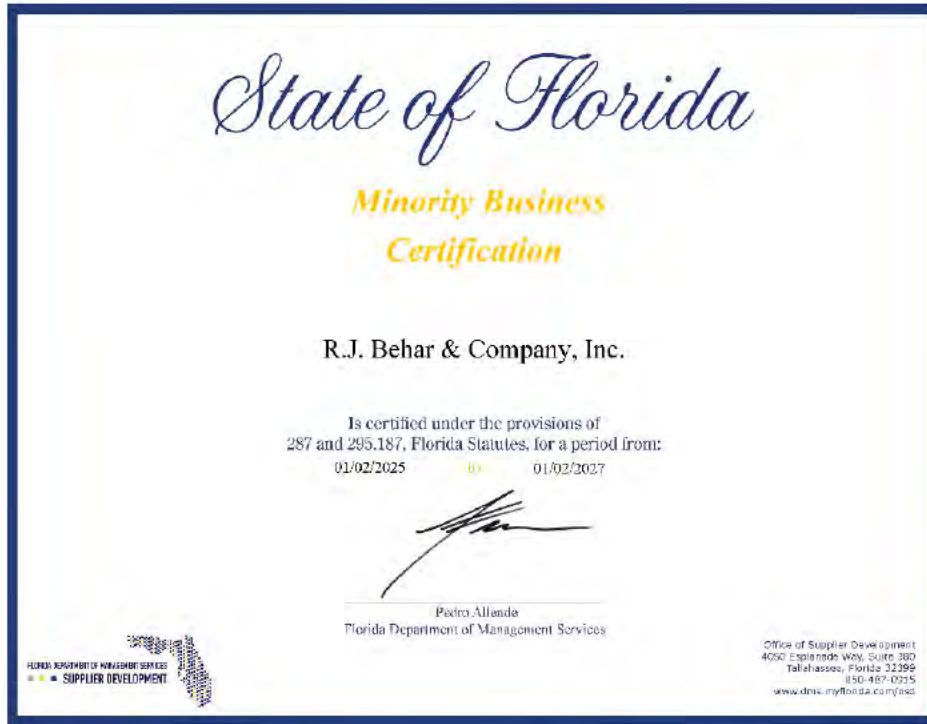 State of Florida
Minority Business
Certification
R.J. Behar & Company, Inc.
Is certified under the provisions of
287 and 295.187, Florida Statutes, for a period from:
01/02/2025 to 01/02/2027
Pedro Allende
Florida Department of Management Services
FLORIDA DEPARTMENT OF MANAGEMENT SERVICES
SUPPLIER DEVELOPMENT
Office of Supplier Development
4050 Esplanade Way, Suite 380
Tallahassee, Florida 32399
850-487-0915
www.dms.myflorida.com/osd